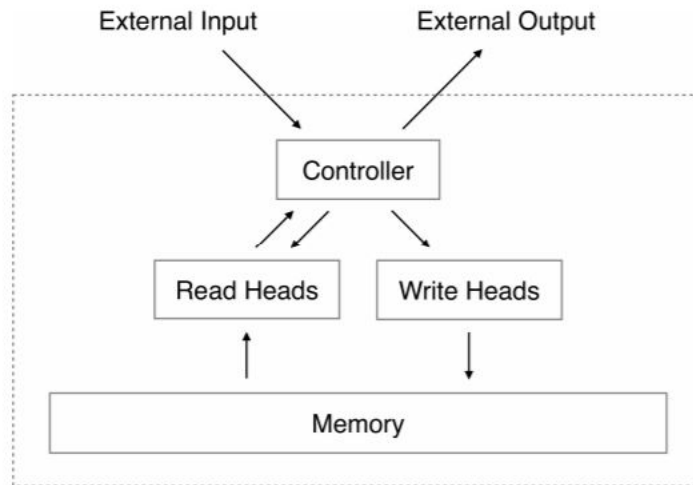 External Input
External Output
Controller
Read Heads
Write Heads
Memory